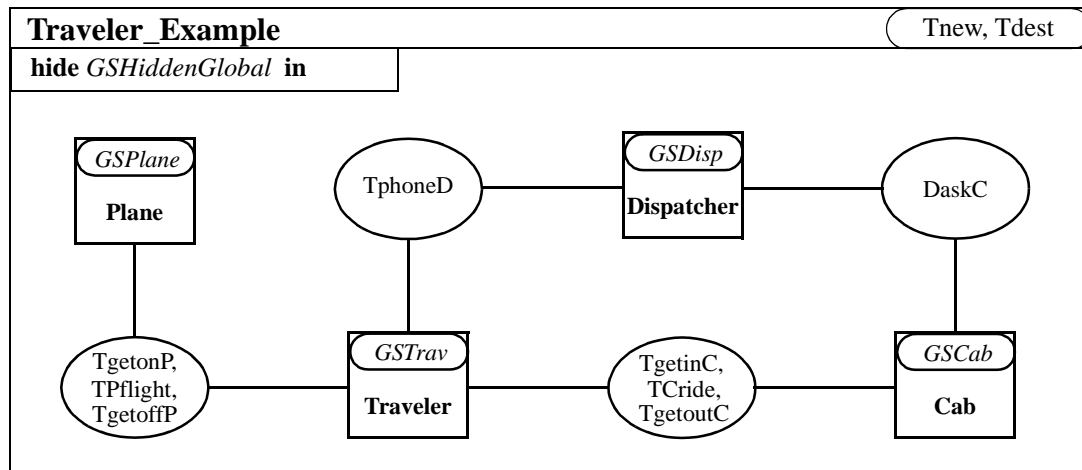 Traveler_Example
Tnew, Tdest
hide GSHiddenGlobal in
GSPlane
Plane
TphoneD
GSDisp
Dispatcher
DaskC
TgetonP,
TPflight,
TgetoffP
GSTrav
Traveler
TgetinC,
TCride,
TgetoutC
GSCab
Cab